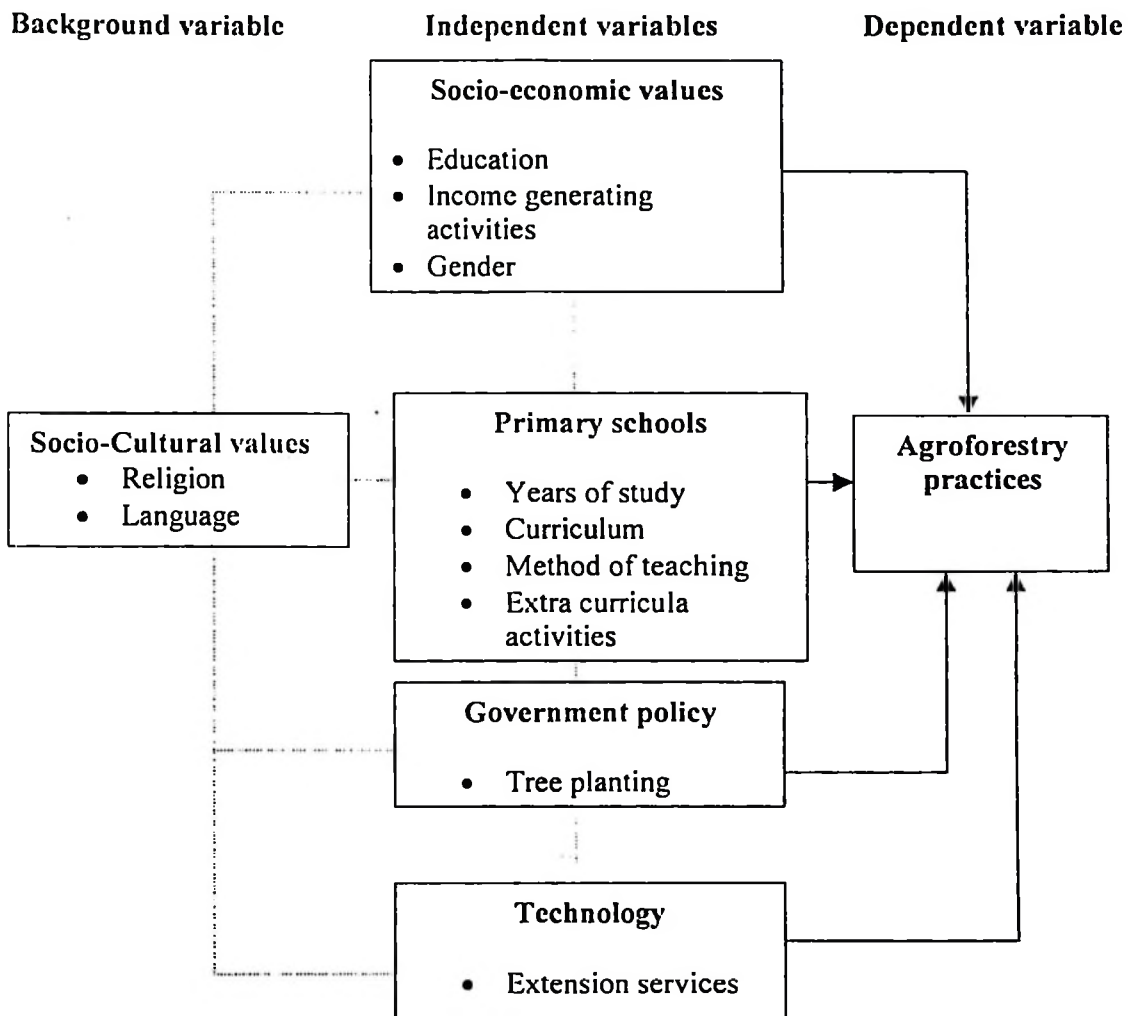 Background variable
Independent variables
Dependent variable
Socio-economic values
• Education
• Income generating
activities
• Gender
Socio-Cultural values
• Religion
• Language
Primary schools
• Years of study
• Curriculum
• Method of teaching
• Extra curricula
activities
Agroforestry
practices
Government policy
• Tree planting
Technology
• Extension services